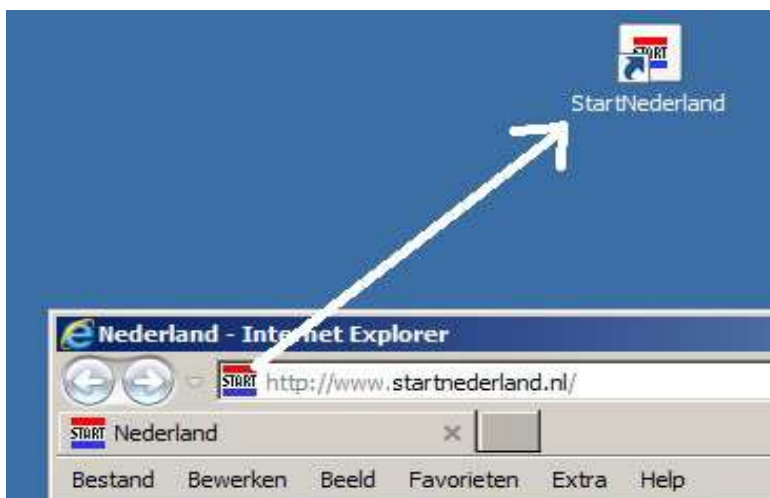 START
StartNederland
Nederland - Internet Explorer
START http://www.startnederland.nl/
START Nederland
Bestand Bewerken Beeld Favorieten Extra Help